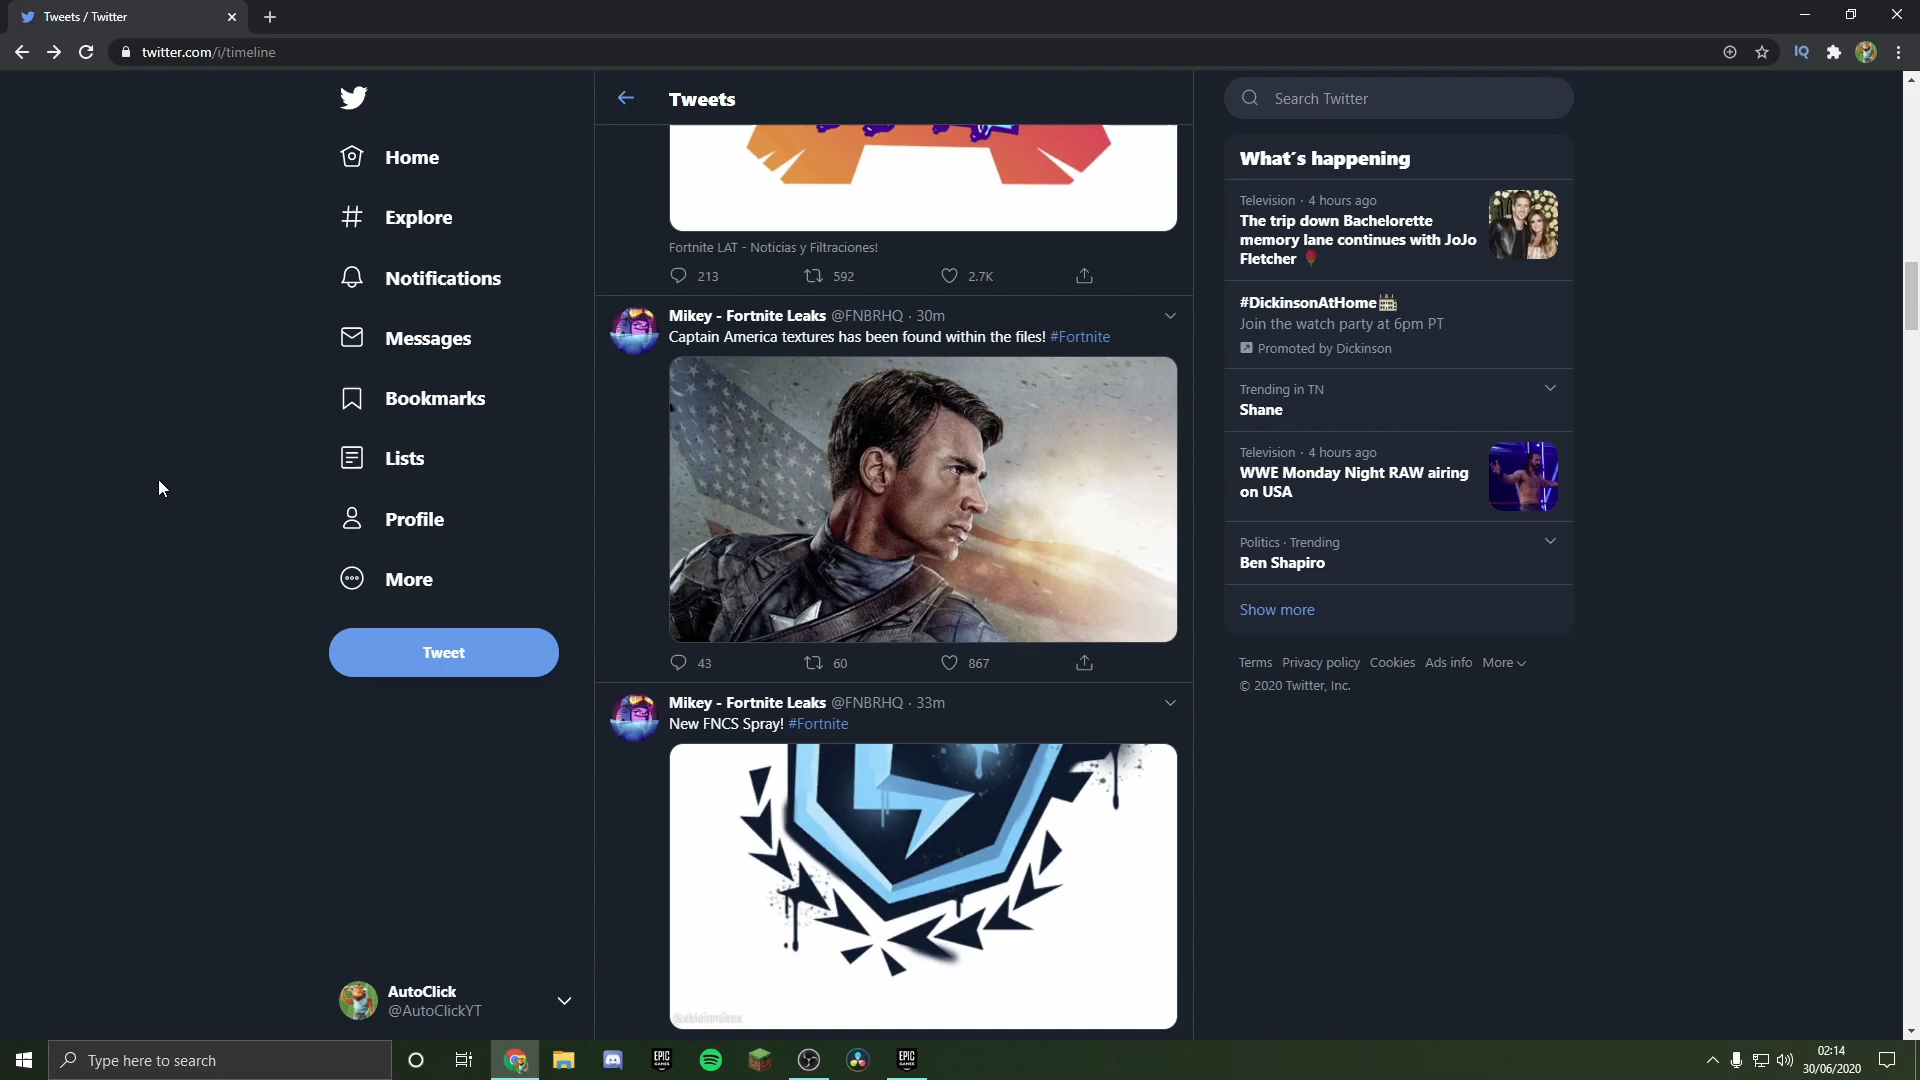 Tweets / Twitter
twitter.com/i/timeline
IQ
Home
Explore
Notifications
Messages
Bookmarks
Lists
Profile
More
Tweet
AutoClick
@AutoClickYT
Tweets
Fortnite LAT - Noticias y Filtraciones!
213 592 2.7K
Mikey - Fortnite Leaks @FNBRHQ · 30m
Captain America textures has been found within the files! #Fortnite
43 60 867
Mikey - Fortnite Leaks @FNBRHQ · 33m
New FNCS Spray! #Fortnite
Search Twitter
What´s happening
Television · 4 hours ago
The trip down Bachelorette
memory lane continues with JoJo
Fletcher 🌹
#DickinsonAtHome
Join the watch party at 6pm PT
Promoted by Dickinson
Trending in TN
Shane
Television · 4 hours ago
WWE Monday Night RAW airing
on USA
Politics · Trending
Ben Shapiro
Show more
Terms Privacy policy Cookies Ads info More
© 2020 Twitter, Inc.
Type here to search
EPIC
GAMES
EPIC
GAMES
02:14
30/06/2020